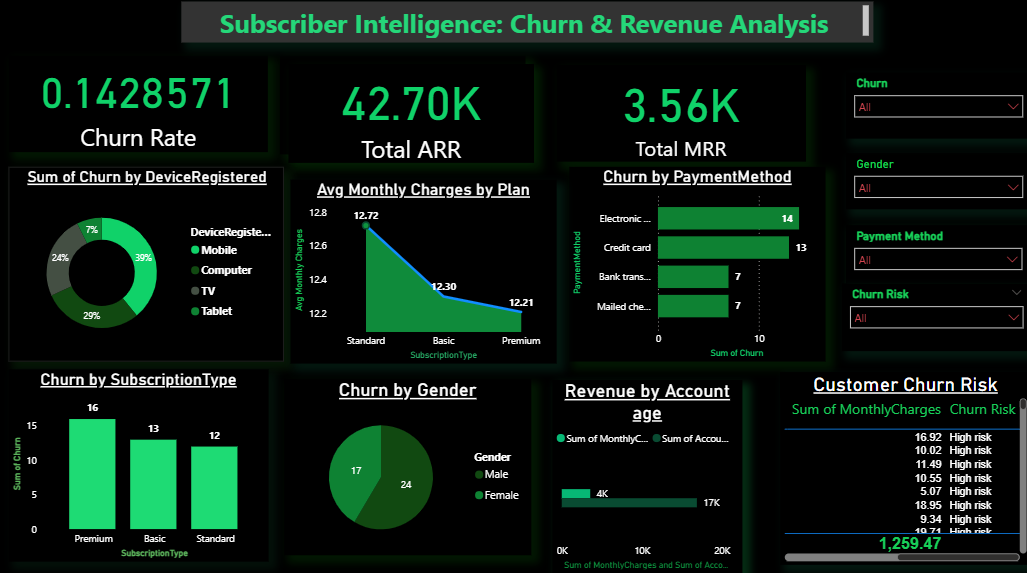 Subscriber Intelligence: Churn & Revenue Analysis
0.1428571
Churn Rate
42.70K
Total ARR
3.56K
Total MRR
Churn
All
Gender
All
Payment Method
All
Churn Risk
All
Sum of Churn by DeviceRegistered
7%
39%
24%
29%
DeviceRegiste...
Mobile
Computer
TV
Tablet
Avg Monthly Charges by Plan
Avg Monthly Charges
12.8
12.6
12.4
12.2
12.72
12.30
12.21
Standard
Basic
Premium
SubscriptionType
Churn by PaymentMethod
PaymentMethod
Electronic ...
14
Credit card
13
Bank trans...
7
Mailed che...
7
0
10
Sum of Churn
Churn by SubscriptionType
Sum of Churn
15
10
5
0
16
13
12
Premium
Basic
Standard
SubscriptionType
Churn by Gender
17
24
Gender
Male
Female
Revenue by Account
age
Sum of MonthlyC...
Sum of Accou...
4K
17K
0K
10K
20K
Sum of MonthlyCharges and Sum of Acco...
Customer Churn Risk
Sum of MonthlyCharges Churn Risk
16.92 High risk
10.02 High risk
11.49 High risk
10.55 High risk
5.07 High risk
18.95 High risk
9.34 High risk
19.71 High risk
1,259.47